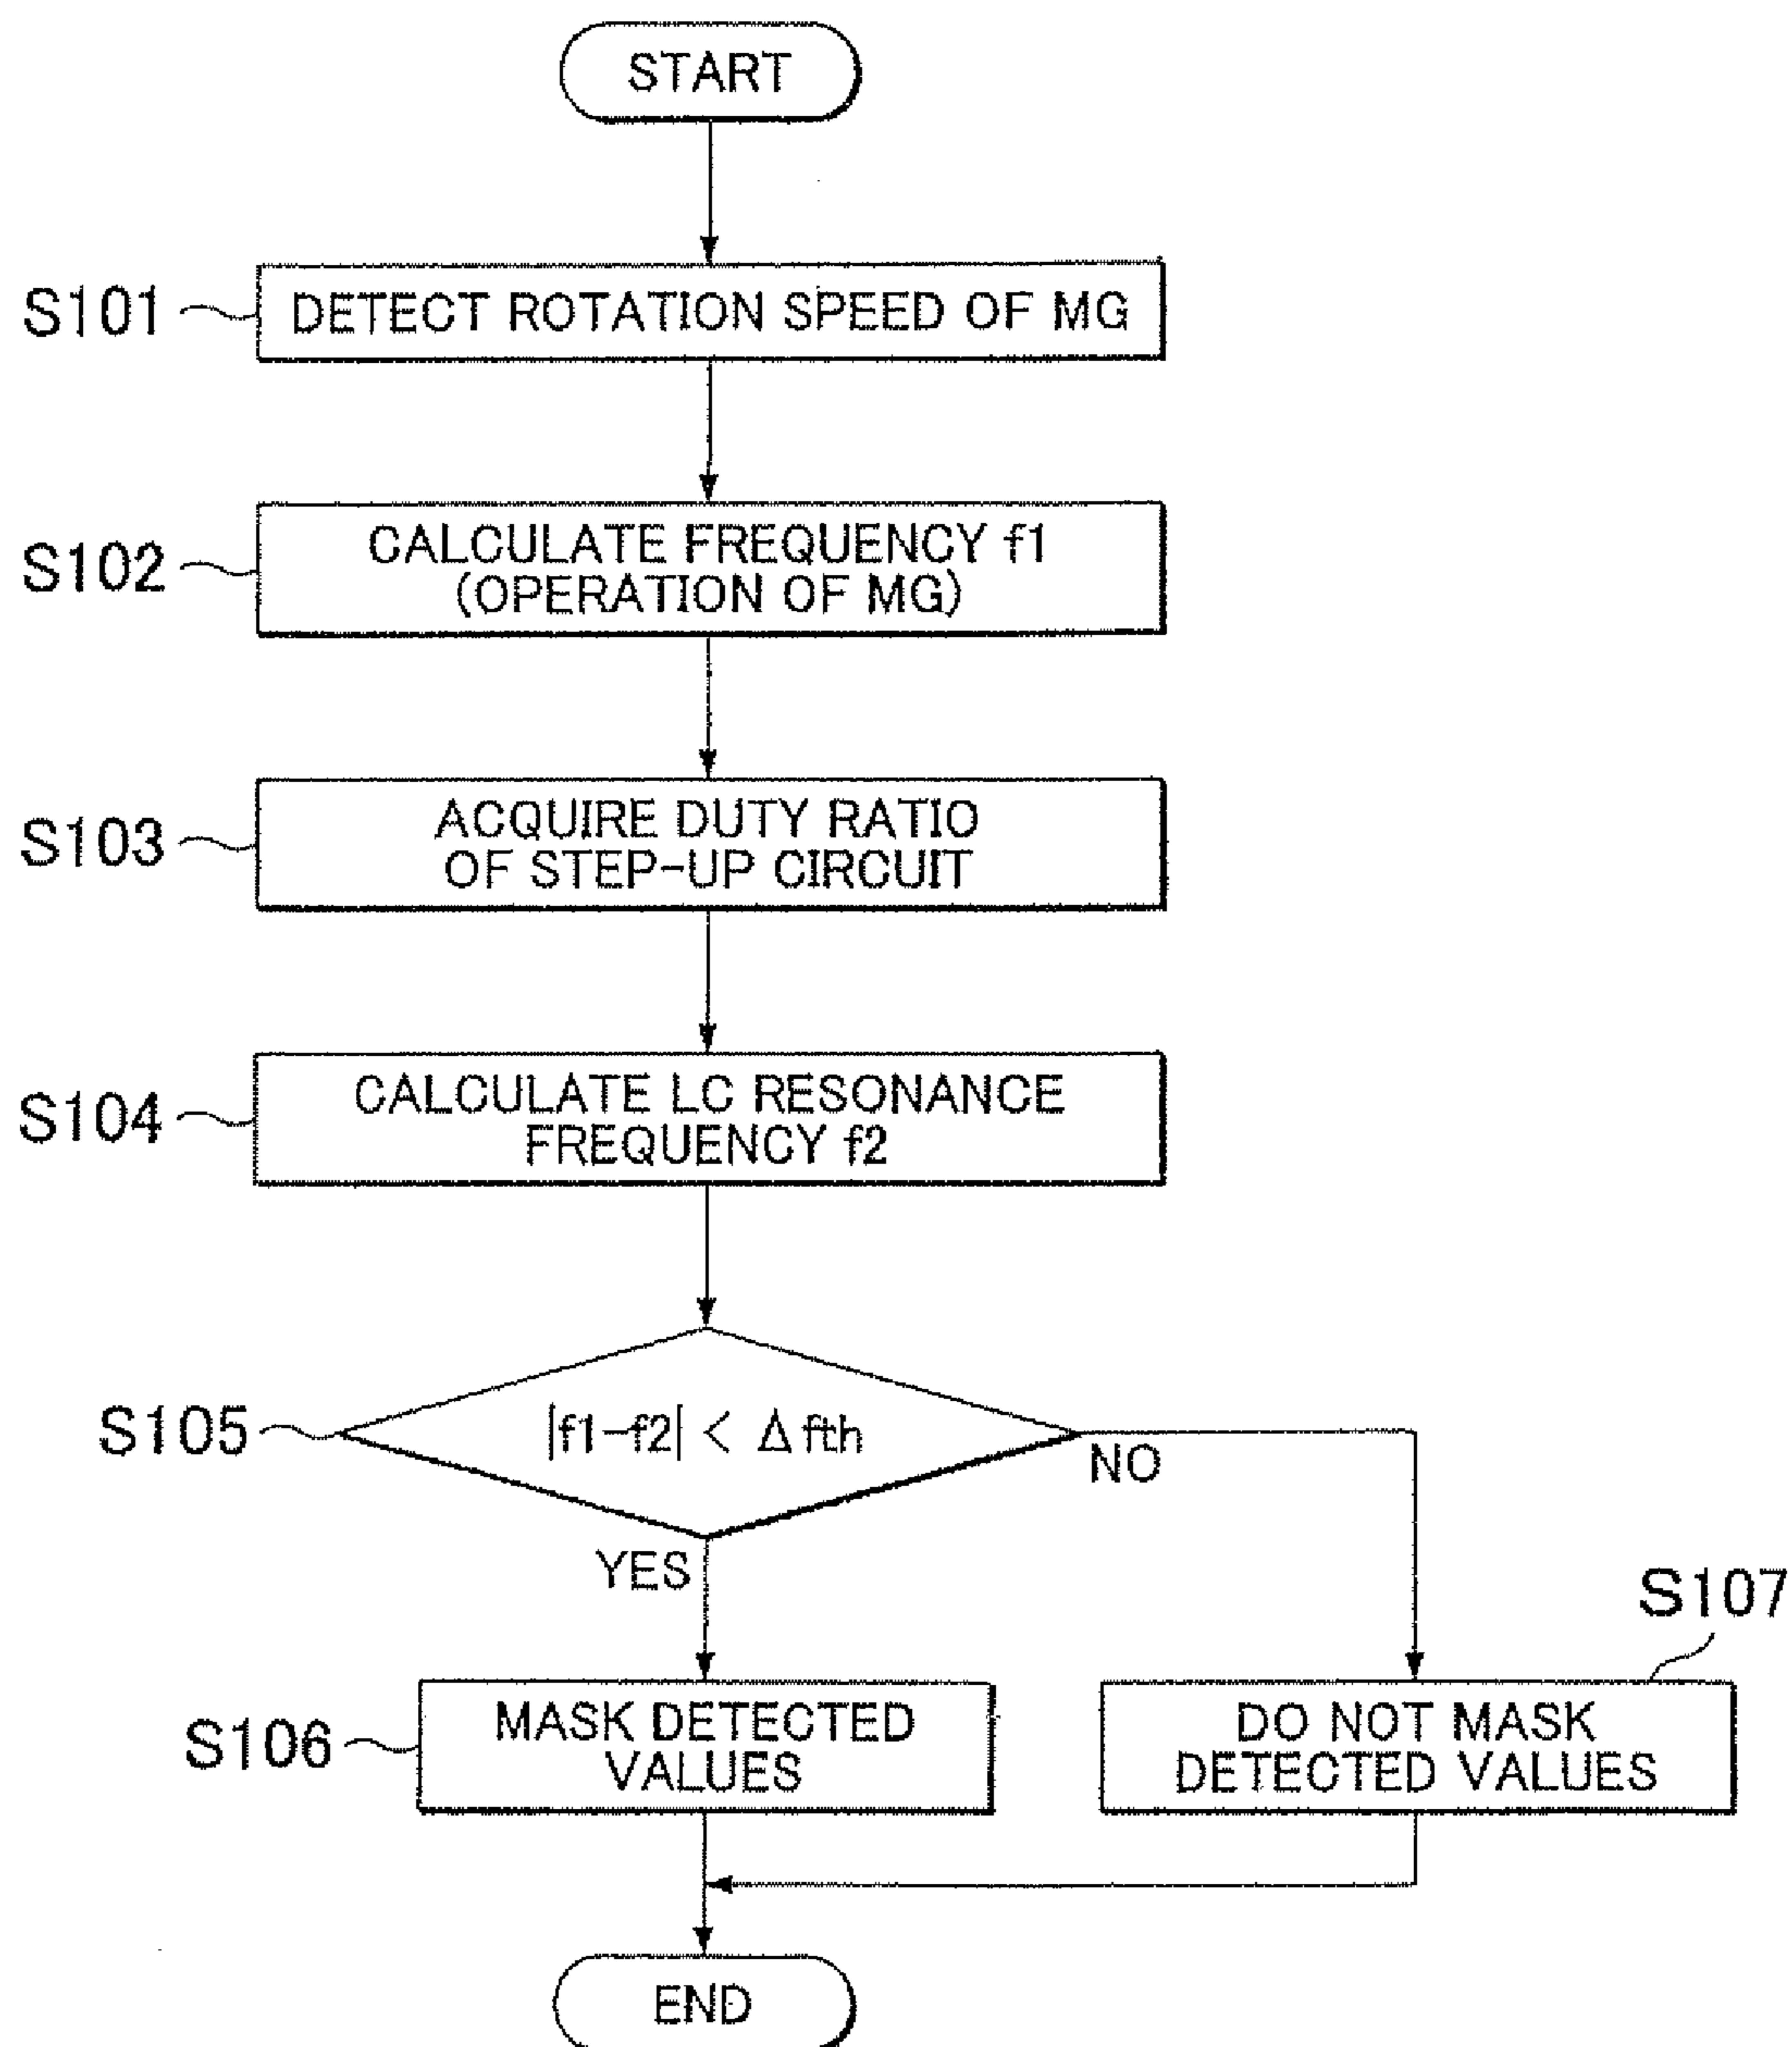 START
S101
DETECT ROTATION SPEED OF MG
S102
CALCULATE FREQUENCY f1
(OPERATION OF MG)
S103
ACQUIRE DUTY RATIO
OF STEP-UP CIRCUIT
S104
CALCULATE LC RESONANCE
FREQUENCY f2
S105
|f1-f2| < Δfth
NO
YES
S107
S106
MASK DETECTED
VALUES
DO NOT MASK
DETECTED VALUES
END